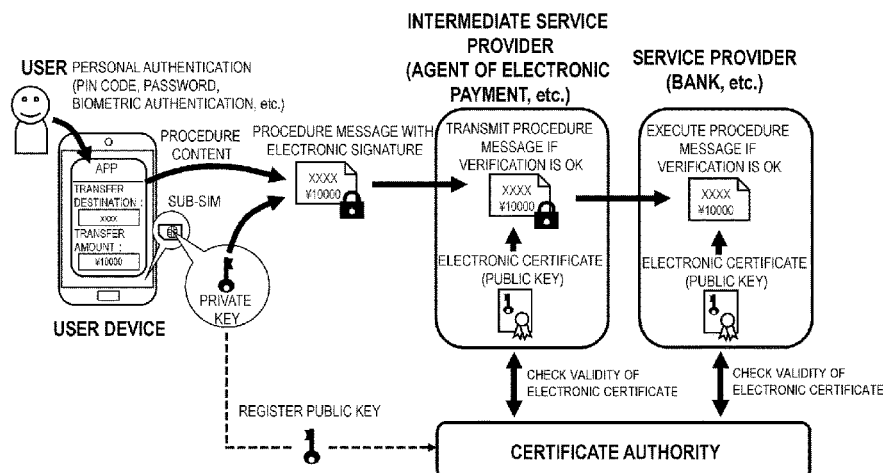 INTERMEDIATE SERVICE
PROVIDER
(AGENT OF ELECTRONIC
PAYMENT, etc.)
SERVICE PROVIDER
(BANK, etc.)
USER
PERSONAL AUTHENTICATION
(PIN CODE, PASSWORD,
BIOMETRIC AUTHENTICATION, etc.)
PROCEDURE
CONTENT
PROCEDURE MESSAGE WITH
ELECTRONIC SIGNATURE
TRANSMIT PROCEDURE
MESSAGE IF
VERIFICATION IS OK
EXECUTE PROCEDURE
MESSAGE IF
VERIFICATION IS OK
APP
TRANSFER
DESTINATION :
xxx
TRANSFER
AMOUNT :
¥10000
SUB-SIM
XXXX
¥10000
XXXX
¥10000
XXXX
¥10000
PRIVATE
KEY
USER DEVICE
ELECTRONIC CERTIFICATE
(PUBLIC KEY)
ELECTRONIC CERTIFICATE
(PUBLIC KEY)
CHECK VALIDITY OF
ELECTRONIC CERTIFICATE
CHECK VALIDITY OF
ELECTRONIC CERTIFICATE
REGISTER PUBLIC KEY
CERTIFICATE AUTHORITY